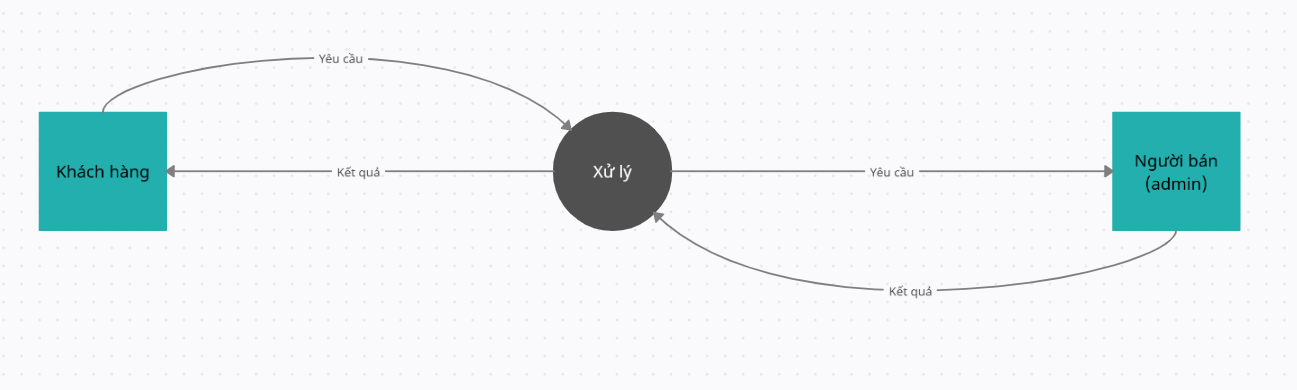 Yêu cầu
Khách hàng
Kết quả
Xử lý
Yêu cầu
Người bán
(admin)
Kết quả